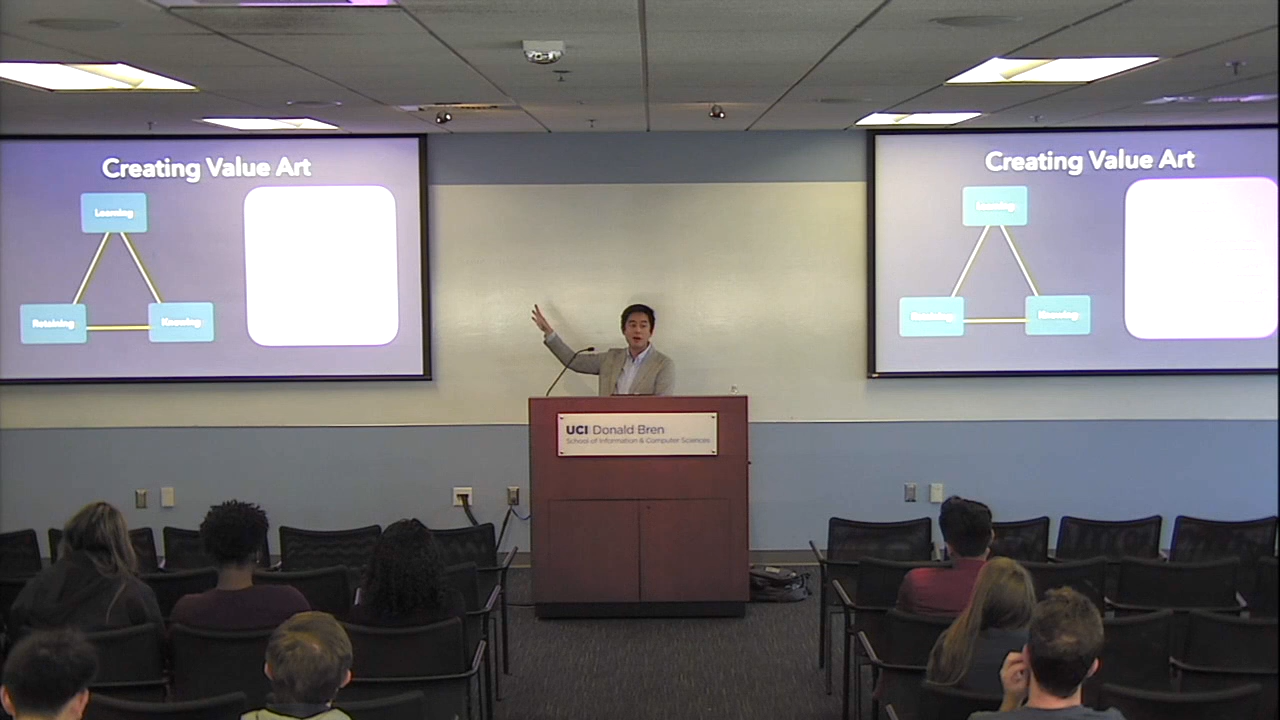 Creating Value Art
Learning
Retaining
Knowing
UCI Donald Bren
School of Information & Computer Sciences
Creating Value Art
Learning
Retaining
Knowing